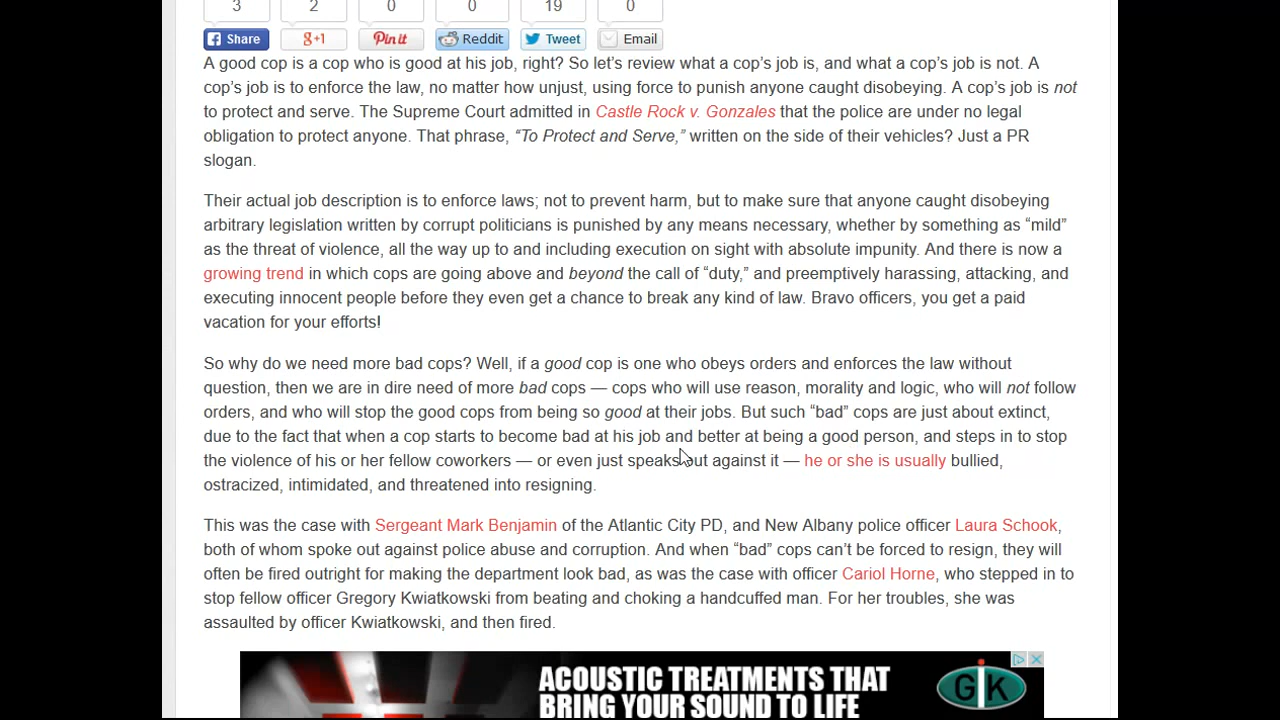 3 2 0 0 19 0
Share +1 Pin it Reddit Tweet Email
A good cop is a cop who is good at his job, right? So let’s review what a cop’s job is, and what a cop’s job is not. A
cop’s job is to enforce the law, no matter how unjust, using force to punish anyone caught disobeying. A cop’s job is not
to protect and serve. The Supreme Court admitted in Castle Rock v. Gonzales that the police are under no legal
obligation to protect anyone. That phrase, “To Protect and Serve,” written on the side of their vehicles? Just a PR
slogan.
Their actual job description is to enforce laws; not to prevent harm, but to make sure that anyone caught disobeying
arbitrary legislation written by corrupt politicians is punished by any means necessary, whether by something as “mild”
as the threat of violence, all the way up to and including execution on sight with absolute impunity. And there is now a
growing trend in which cops are going above and beyond the call of “duty,” and preemptively harassing, attacking, and
executing innocent people before they even get a chance to break any kind of law. Bravo officers, you get a paid
vacation for your efforts!
So why do we need more bad cops? Well, if a good cop is one who obeys orders and enforces the law without
question, then we are in dire need of more bad cops — cops who will use reason, morality and logic, who will not follow
orders, and who will stop the good cops from being so good at their jobs. But such “bad” cops are just about extinct,
due to the fact that when a cop starts to become bad at his job and better at being a good person, and steps in to stop
the violence of his or her fellow coworkers — or even just speaks out against it — he or she is usually bullied,
ostracized, intimidated, and threatened into resigning.
This was the case with Sergeant Mark Benjamin of the Atlantic City PD, and New Albany police officer Laura Schook,
both of whom spoke out against police abuse and corruption. And when “bad” cops can’t be forced to resign, they will
often be fired outright for making the department look bad, as was the case with officer Cariol Horne, who stepped in to
stop fellow officer Gregory Kwiatkowski from beating and choking a handcuffed man. For her troubles, she was
assaulted by officer Kwiatkowski, and then fired.
ACOUSTIC TREATMENTS THAT
BRING YOUR SOUND TO LIFE
GiK